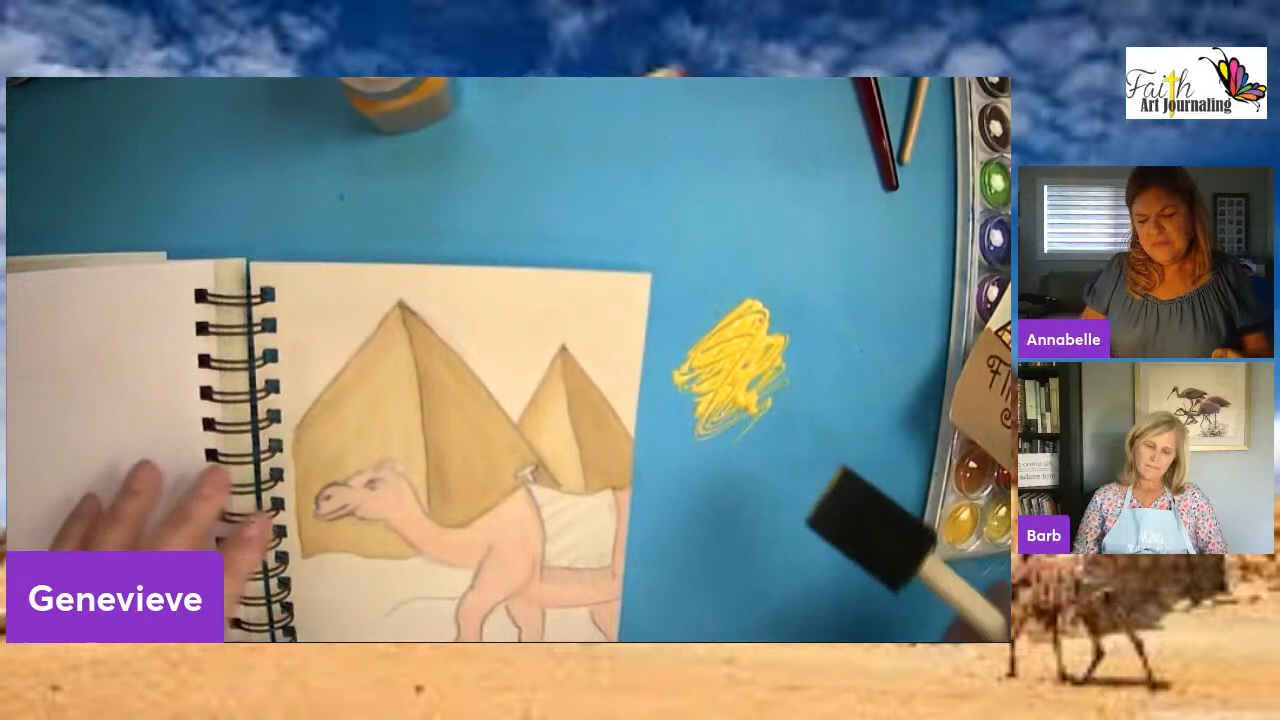 Faith
Art Journaling
Annabelle
Barb
Genevieve